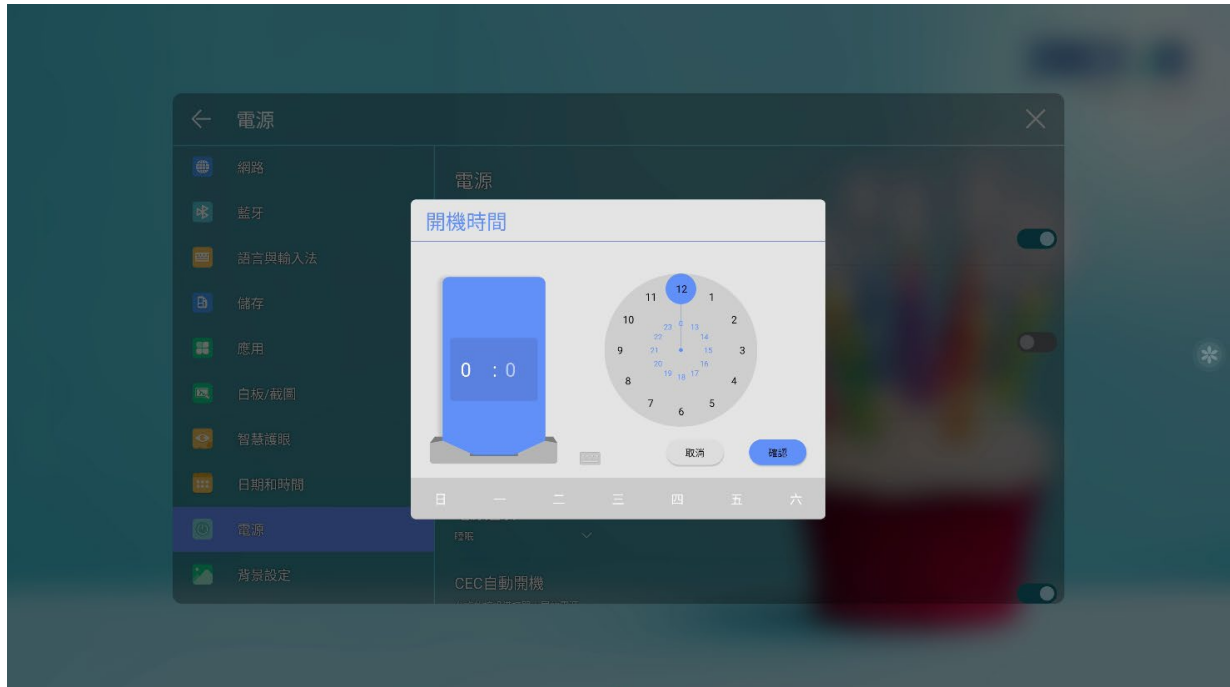 電源
網路
藍牙
語言與輸入法
儲存
應用
白板/截圖
智慧護眼
日期和時間
電源
背景設定
電源
開機時間
0 : 0
12
1
2
3
4
5
6
7
8
9
10
11
0
13
14
15
16
17
18
19
20
21
22
23
取消
確認
日 一 二 三 四 五 六
睡眠
CEC自動開機